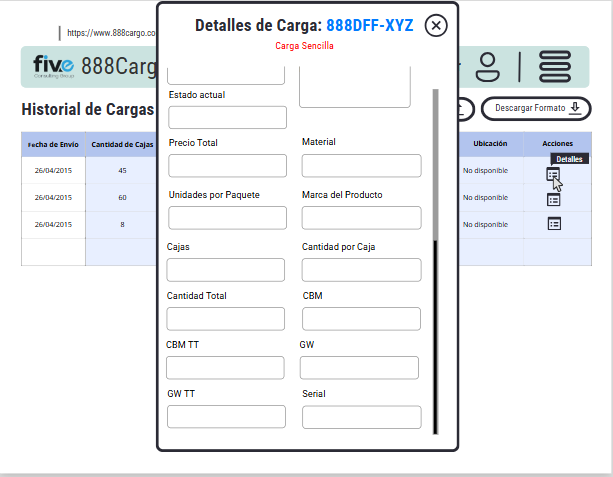 https://www.888cargo.co
Detalles de Carga: 888DFF-XYZ
Carga Sencilla
five
Consulting Group
888Carg
Historial de Cargas
Descargar Formato
Fecha de Envío
Cantidad de Cajas
Ubicación
Acciones
Detalles
26/04/2015
45
No disponible
26/04/2015
60
No disponible
26/04/2015
8
No disponible
Estado actual
Precio Total
Material
Unidades por Paquete
Marca del Producto
Cajas
Cantidad por Caja
Cantidad Total
CBM
CBM TT
GW
GW TT
Serial